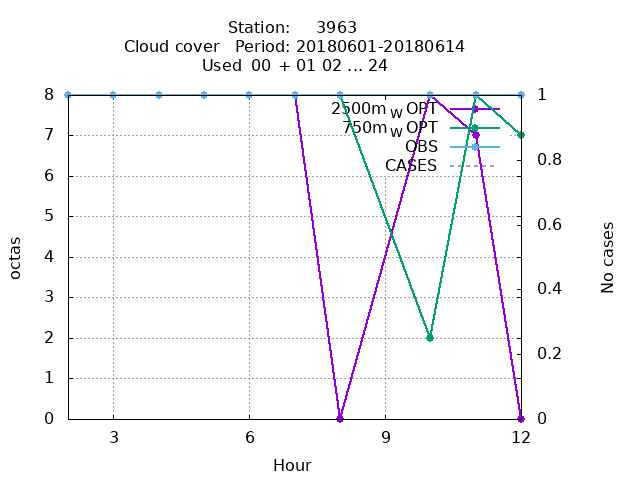 Station: 3963
Cloud cover Period: 20180601-20180614
Used 00 + 01 02 ... 24
8
7
6
5
4
3
2
1
0
1
0.8
0.6
0.4
0.2
0
2500m W OPT
750m W OPT
OBS
CASES
octas
No cases
3 6 9 12
Hour